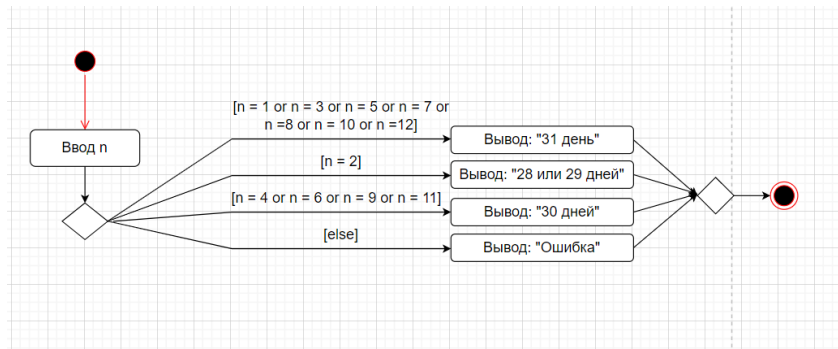 [n = 1 or n = 3 or n = 5 or n = 7 or
n =8 or n = 10 or n =12]
Ввод n
Вывод: "31 день"
[n = 2]
Вывод: "28 или 29 дней"
[n = 4 or n = 6 or n = 9 or n = 11]
Вывод: "30 дней"
[else]
Вывод: "Ошибка"